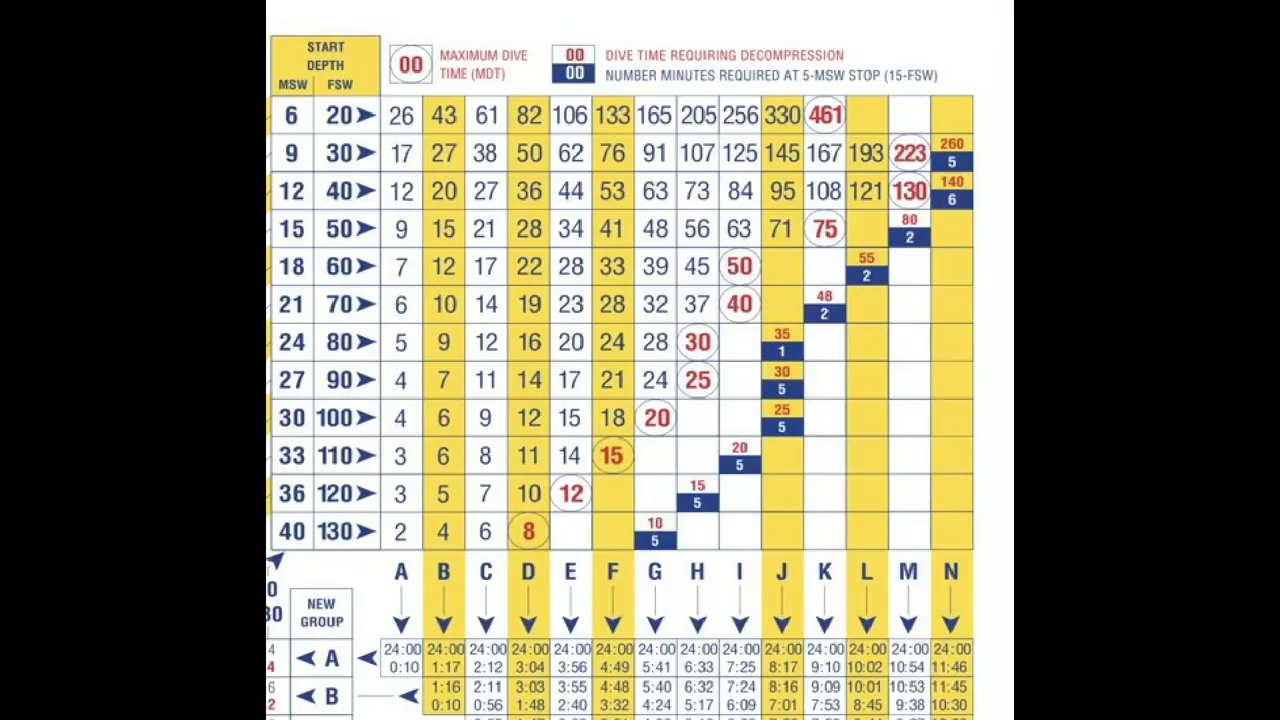 START
DEPTH
MSW FSW
00 MAXIMUM DIVE
TIME (MDT)
00 DIVE TIME REQUIRING DECOMPRESSION
00 NUMBER MINUTES REQUIRED AT 5-MSW STOP (15-FSW)
6 20 26 43 61 82 106 133 165 205 256 330 461
9 30 17 27 38 50 62 76 91 107 125 145 167 193 223 260
5
12 40 12 20 27 36 44 53 63 73 84 95 108 121 130 140
6
15 50 9 15 21 28 34 41 48 56 63 71 75 80
2
18 60 7 12 17 22 28 33 39 45 50 55
2
21 70 6 10 14 19 23 28 32 37 40 48
2
24 80 5 9 12 16 20 24 28 30 35
1
27 90 4 7 11 14 17 21 24 25 30
5
30 100 4 6 9 12 15 18 20 25
5
33 110 3 6 8 11 14 15 20
5
36 120 3 5 7 10 12 15
5
40 130 2 4 6 8 10
5
A B C D E F G H I J K L M N
NEW
GROUP
24:00 24:00 24:00 24:00 24:00 24:00 24:00 24:00 24:00 24:00 24:00 24:00 24:00 24:00
A 0:10 1:17 2:12 3:04 3:56 4:49 5:41 6:33 7:25 8:17 9:10 10:02 10:54 11:46
1:16 2:11 3:03 3:55 4:48 5:40 6:32 7:24 8:16 9:09 10:01 10:53 11:45
B 0:10 0:56 1:48 2:40 3:32 4:24 5:17 6:09 7:01 7:53 8:45 9:38 10:30